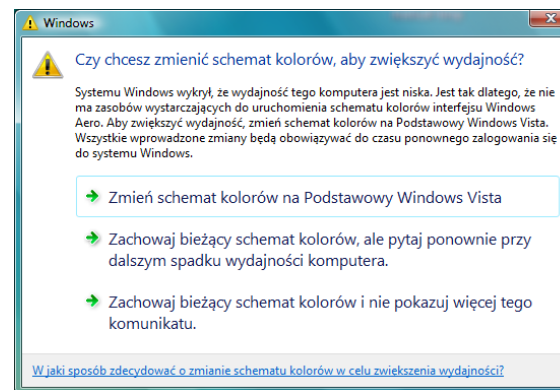 Windows
Czy chcesz zmienić schemat kolorów, aby zwiększyć wydajność?
Systemu Windows wykrył, że wydajność tego komputera jest niska. Jest tak dlatego, że nie
ma zasobów wystarczających do uruchomienia schematu kolorów interfejsu Windows
Aero. Aby zwiększyć wydajność, zmień schemat kolorów na Podstawowy Windows Vista.
Wszystkie wprowadzone zmiany będą obowiązywać do czasu ponownego zalogowania się
do systemu Windows.
Zmień schemat kolorów na Podstawowy Windows Vista
Zachowaj bieżący schemat kolorów, ale pytaj ponownie przy
dalszym spadku wydajności komputera.
Zachowaj bieżący schemat kolorów i nie pokazuj więcej tego
komunikatu.
W jaki sposób zdecydować o zmianie schematu kolorów w celu zwiększenia wydajności?